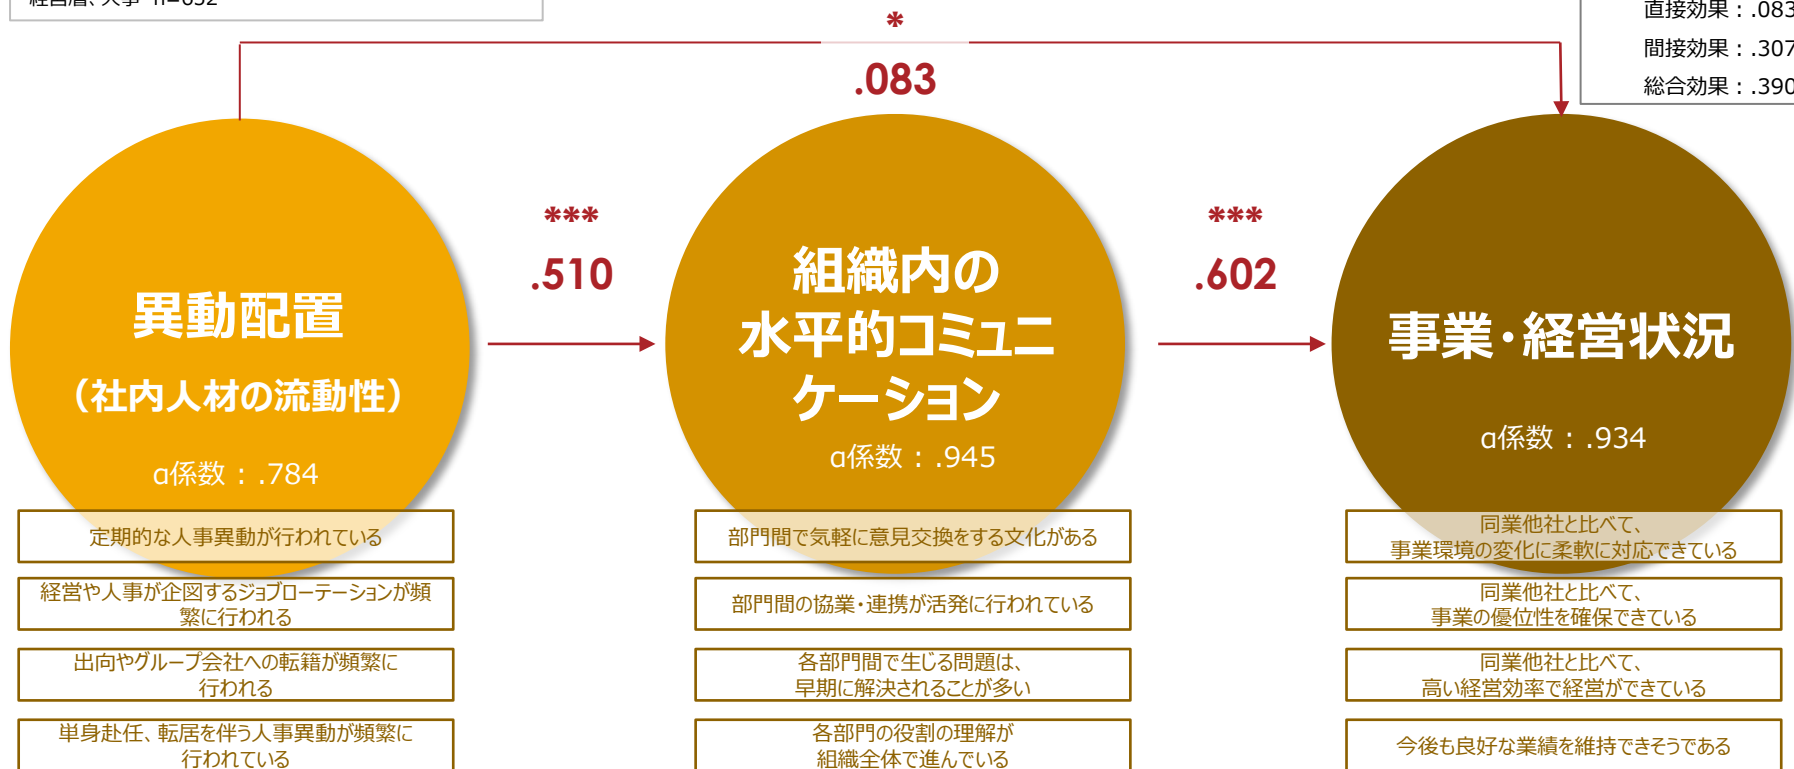 経営層、人事 n=652
直接効果：.083
間接効果：.307
総合効果：.390
*
.083
***
.510
***
.602
異動配置
（社内人材の流動性）
α係数：.784
定期的な人事異動が行われている
経営や人事が企図するジョブローテーションが頻
繁に行われる
出向やグループ会社への転籍が頻繁に
行われる
単身赴任、転居を伴う人事異動が頻繁に
行われている
組織内の
水平的コミュニ
ケーション
α係数：.945
部門間で気軽に意見交換をする文化がある
部門間の協業・連携が活発に行われている
各部門間で生じる問題は、
早期に解決されることが多い
各部門の役割の理解が
組織全体で進んでいる
事業・経営状況
α係数：.934
同業他社と比べて、
事業環境の変化に柔軟に対応できている
同業他社と比べて、
事業の優位性を確保できている
同業他社と比べて、
高い経営効率で経営ができている
今後も良好な業績を維持できそうである